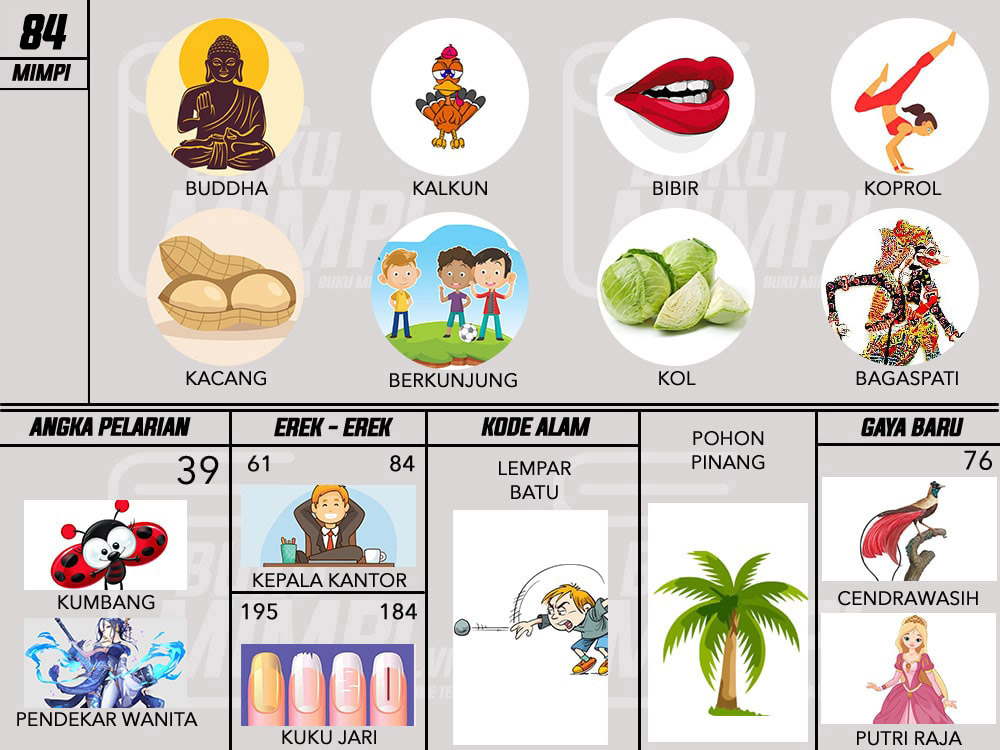 84
MIMPI
BUDDHA
KALKUN
BIBIR
KOPROL
KACANG
BERKUNJUNG
KOL
BAGASPATI
ANGKA PELARIAN
39
KUMBANG
PENDEKAR WANITA
EREK - EREK
61 84
KEPALA KANTOR
195 184
KUKU JARI
KODE ALAM
LEMPAR
BATU
POHON
PINANG
GAYA BARU
76
CENDRAWASIH
PUTRI RAJA